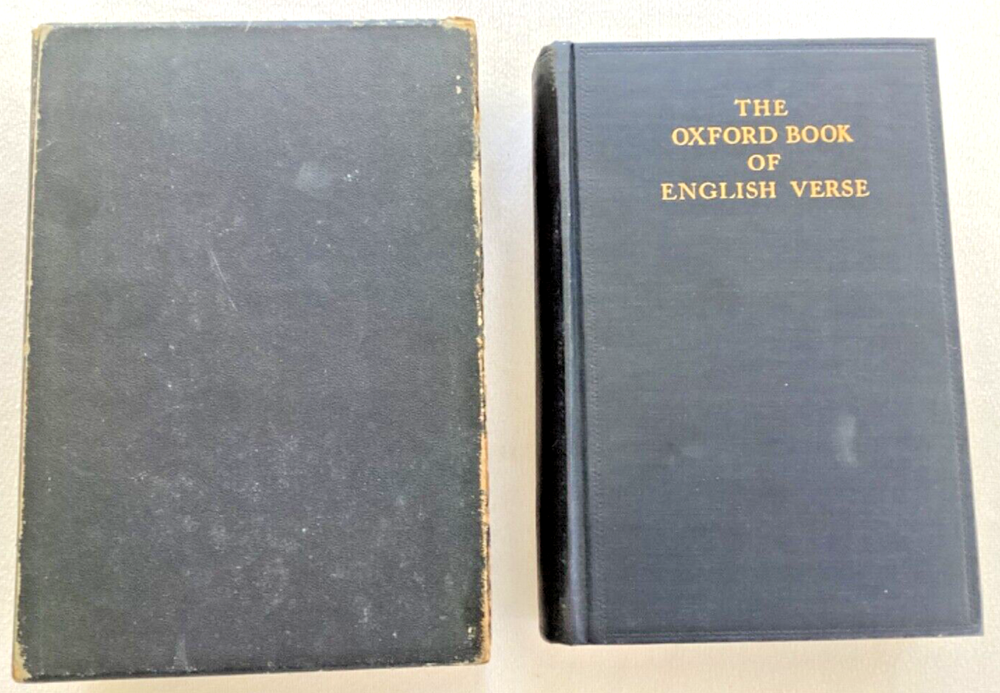 THE
OXFORD BOOK
OF
ENGLISH VERSE